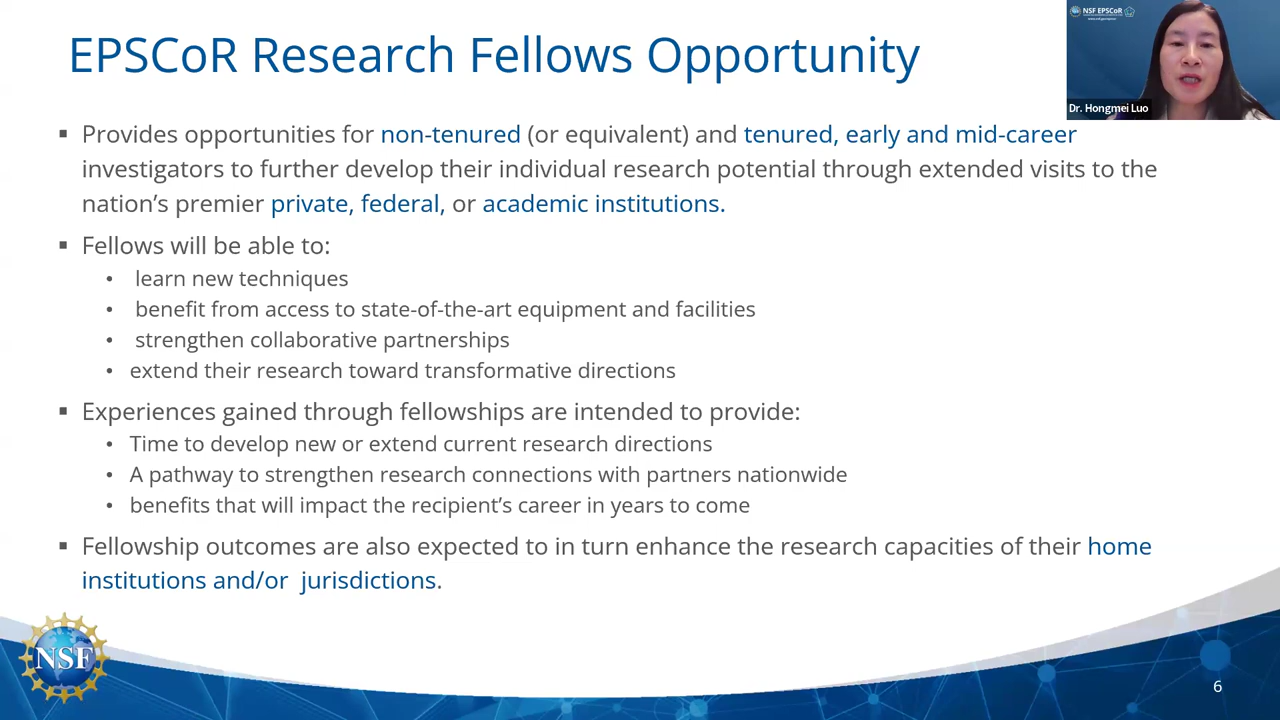 EPSCoR Research Fellows Opportunity
NSF EPSCoR
Dr. Hongmei Luo
▪ Provides opportunities for non-tenured (or equivalent) and tenured, early and mid-career
investigators to further develop their individual research potential through extended visits to the
nation’s premier private, federal, or academic institutions.
▪ Fellows will be able to:
• learn new techniques
• benefit from access to state-of-the-art equipment and facilities
• strengthen collaborative partnerships
• extend their research toward transformative directions
▪ Experiences gained through fellowships are intended to provide:
• Time to develop new or extend current research directions
• A pathway to strengthen research connections with partners nationwide
• benefits that will impact the recipient’s career in years to come
▪ Fellowship outcomes are also expected to in turn enhance the research capacities of their home
institutions and/or jurisdictions.
NSF
6